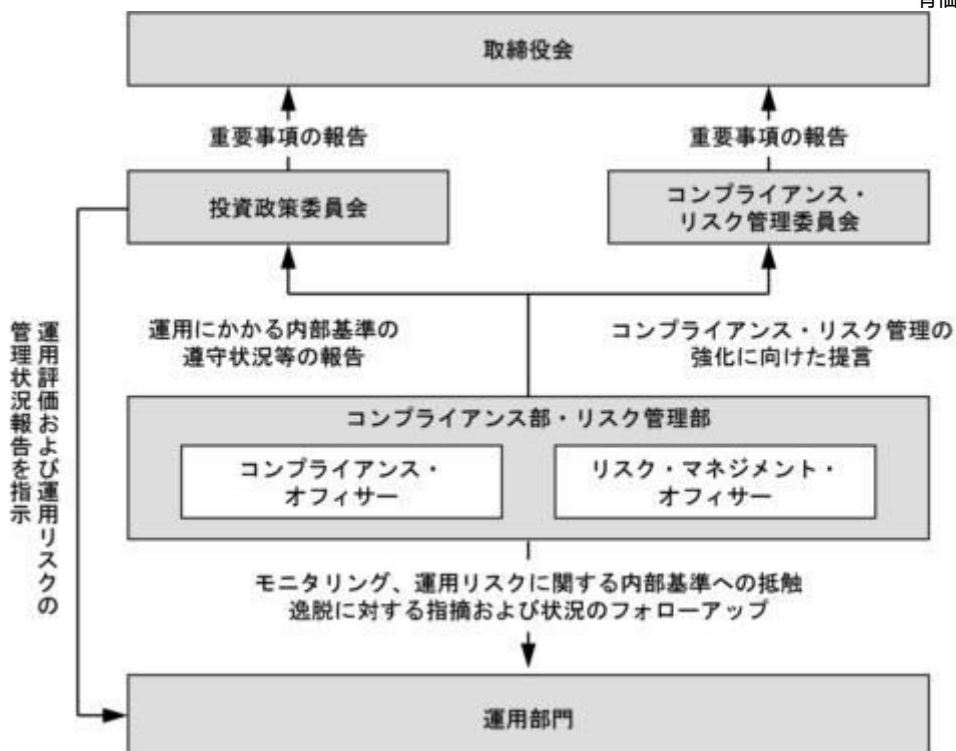 取締役会
重要事項の報告
重要事項の報告
投資政策委員会
コンプライアンス・
リスク管理委員会
運用にかかる内部基準の
遵守状況等の報告
コンプライアンス・リスク管理の
強化に向けた提言
運用評価および運用リスクの
管理状況報告を指示
コンプライアンス部・リスク管理部
コンプライアンス・
オフィサー
リスク・マネジメント・
オフィサー
モニタリング、運用リスクに関する内部基準への抵触
逸脱に対する指摘および状況のフォローアップ
運用部門